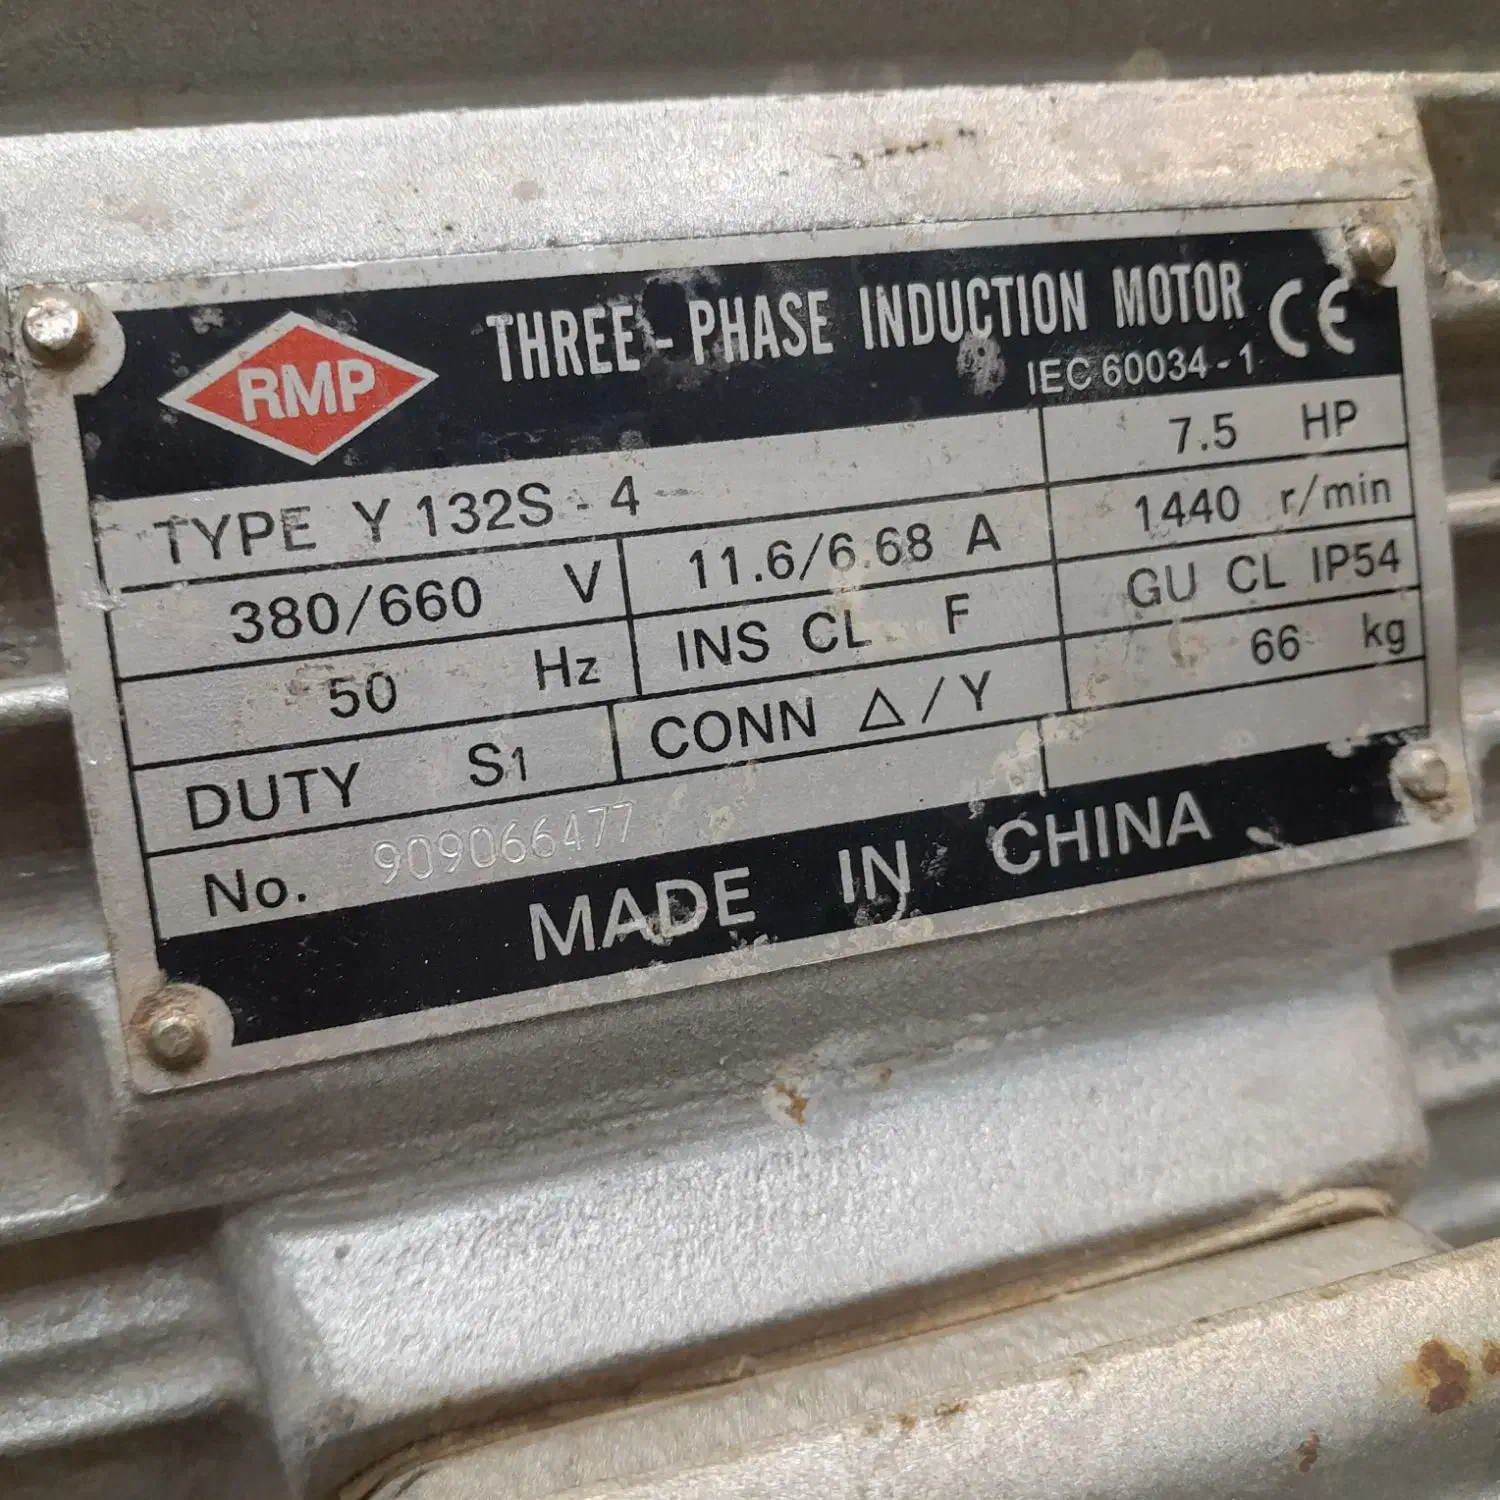 RMP
THREE-PHASE INDUCTION MOTOR CE
IEC 60034-1
TYPE Y 132S-4 7.5 HP
380/660 V 11.6/6.68 A 1440 r/min
50 Hz INS CL F GU CL IP54
DUTY S1 CONN △/Y 66 kg
No. 909066477
MADE IN CHINA